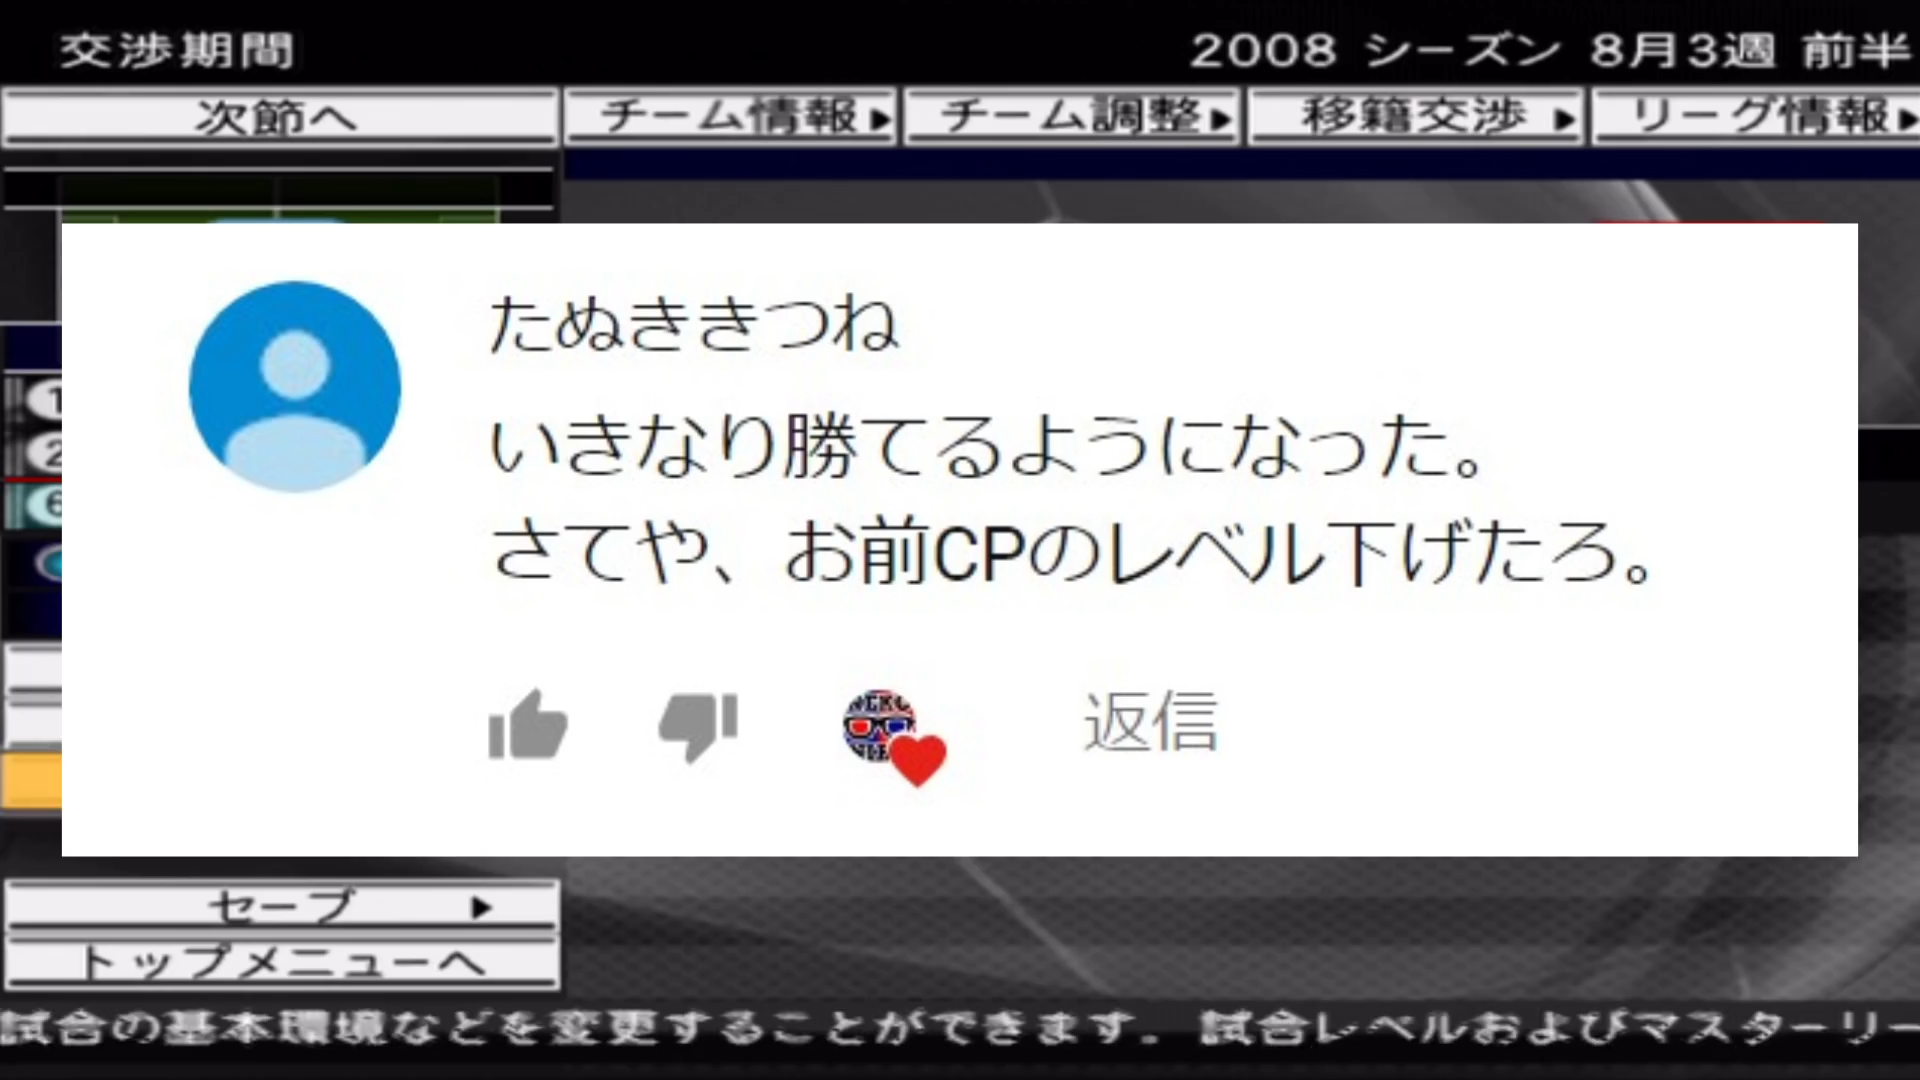 交渉期間
2008 シーズン 8月3週 前半
次節へ
チーム情報
チーム調整
移籍交渉
リーグ情報
たぬききつね
いきなり勝てるようになった。
さてや、お前CPのレベル下げたろ。
返信
セーブ
トップメニューへ
試合の基本環境などを変更することができます。 試合レベルおよびマスターリー